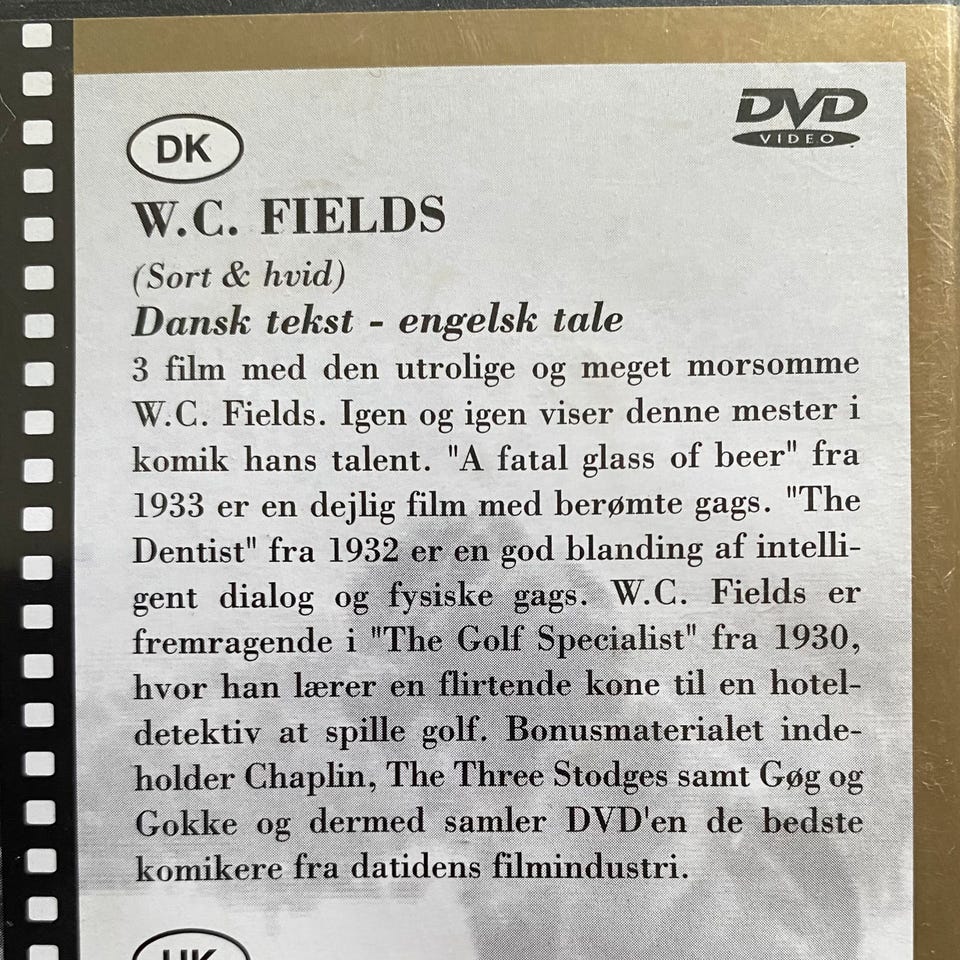 DVD
VIDEO
DK
W.C. FIELDS
(Sort & hvid)
Dansk tekst - engelsk tale
3 film med den utrolige og meget morsomme
W.C. Fields. Igen og igen viser denne mester i
komik hans talent. "A fatal glass of beer" fra
1933 er en dejlig film med berømte gags. "The
Dentist" fra 1932 er en god blanding af intelli-
gent dialog og fysiske gags. W.C. Fields er
fremragende i "The Golf Specialist" fra 1930,
hvor han lærer en flirtende kone til en hotel-
detektiv at spille golf. Bonusmaterialet inde-
holder Chaplin, The Three Stodges samt Gøg og
Gokke og dermed samler DVD'en de bedste
komikere fra datidens filmindustri.
UK